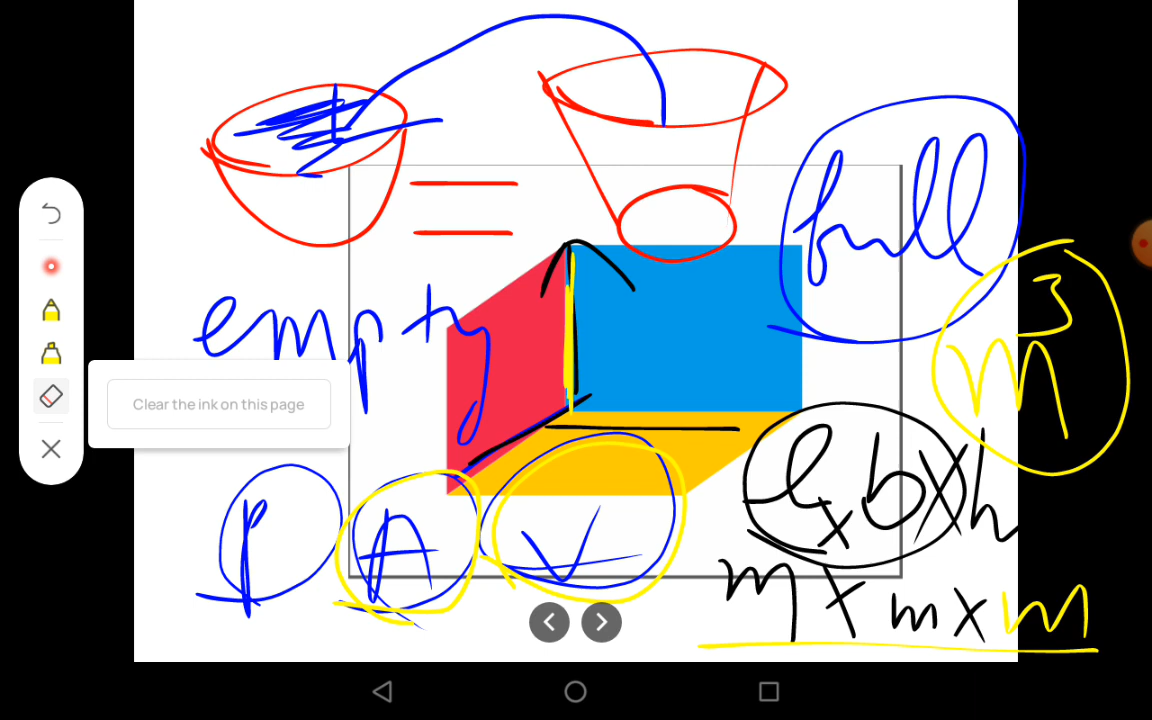 full
=
empty
m³
Clear the ink on this page
l x b x h
P A V
m x m x m